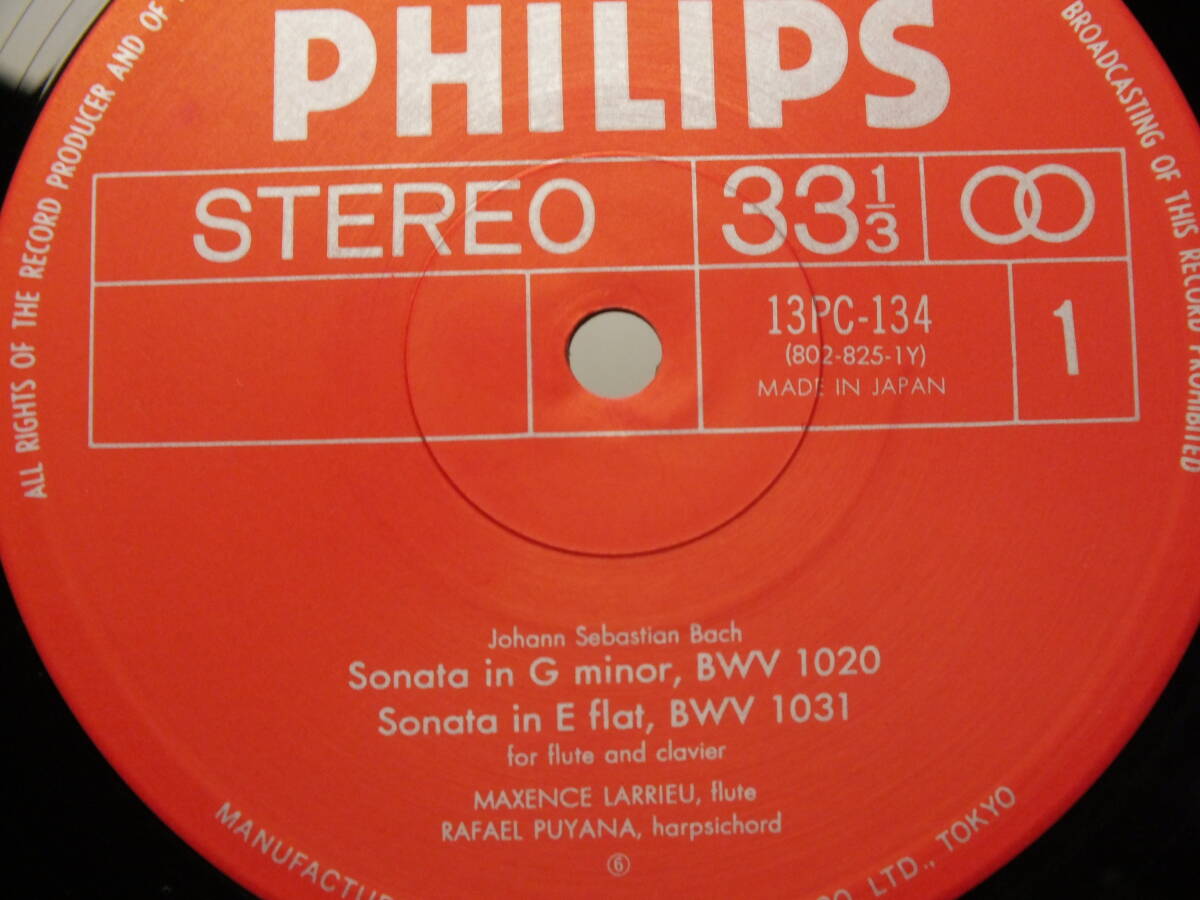 PHILIPS
STEREO
33 1/3
13PC-134
(802-825-1Y)
MADE IN JAPAN
1
Johann Sebastian Bach
Sonata in G minor, BWV 1020
Sonata in E flat, BWV 1031
for flute and clavier
MAXENCE LARRIEU, flute
RAFAEL PUYANA, harpsichord
6
ALL RIGHTS OF THE RECORD PRODUCER AND OF
BROADCASTING OF THIS RECORD PROHIBITED
LTD., TOKYO